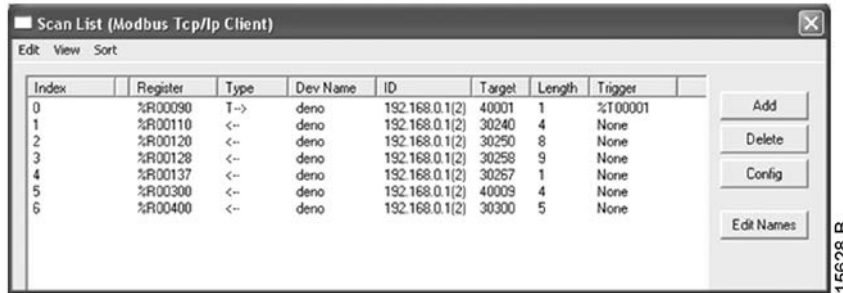 Scan List (Modbus Tcp/Ip Client)
Edit View Sort
Index Register Type Dev Name ID Target Length Trigger
0 %R00090 T--> deno 192.168.0.1(2) 40001 1 %T00001
1 %R00110 <-- deno 192.168.0.1(2) 30240 4 None
2 %R00120 <-- deno 192.168.0.1(2) 30250 8 None
3 %R00128 <-- deno 192.168.0.1(2) 30258 9 None
4 %R00137 <-- deno 192.168.0.1(2) 30267 1 None
5 %R00300 <-- deno 192.168.0.1(2) 40009 4 None
6 %R00400 <-- deno 192.168.0.1(2) 30300 5 None
Add
Delete
Config
Edit Names
15628_B